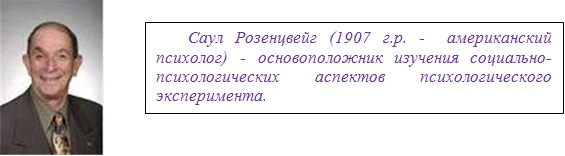 Саул Розенцвейг (1907 г.р. - американский
психолог) - основоположник изучения социально-
психологических аспектов психологического
эксперимента.